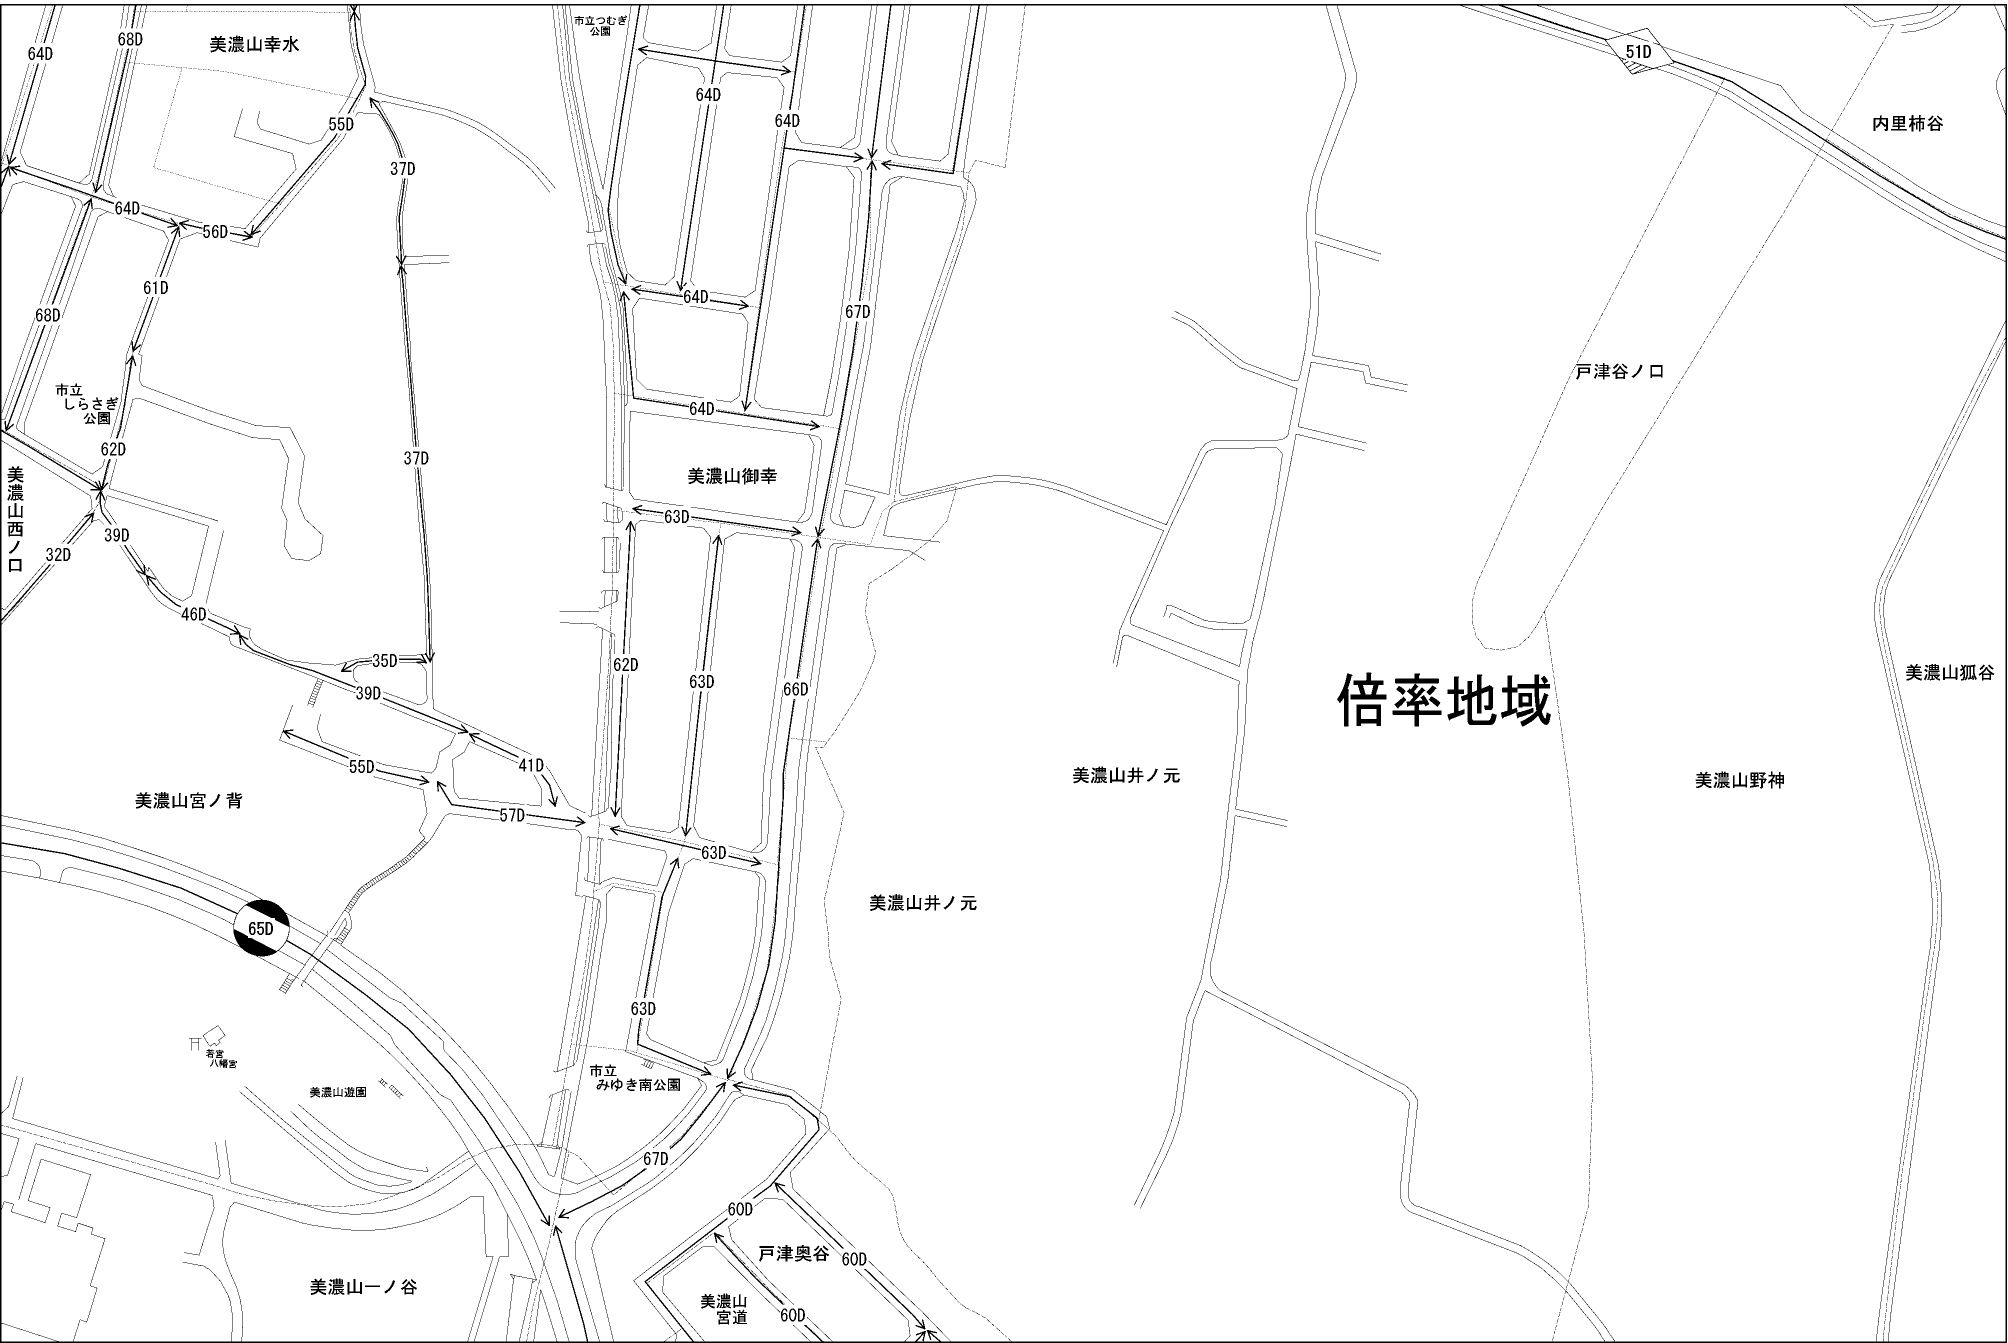 市立つむぎ
公園
68D
美濃山幸水
64D
51D
64D
64D
55D
内里柿谷
37D
64D
56D
61D
64D
68D
67D
戸津谷ノ口
市立
しらさぎ
公園
64D
62D
37D
美濃山西ノ口
美濃山御幸
63D
39D
32D
46D
35D
62D
63D
66D
39D
美濃山狐谷
倍率地域
55D
41D
美濃山井ノ元
美濃山野神
美濃山宮ノ背
57D
63D
美濃山井ノ元
65D
63D
若宮
八幡宮
市立
みゆき南公園
美濃山遊園
67D
60D
戸津奥谷
60D
美濃山一ノ谷
美濃山
宮道
60D